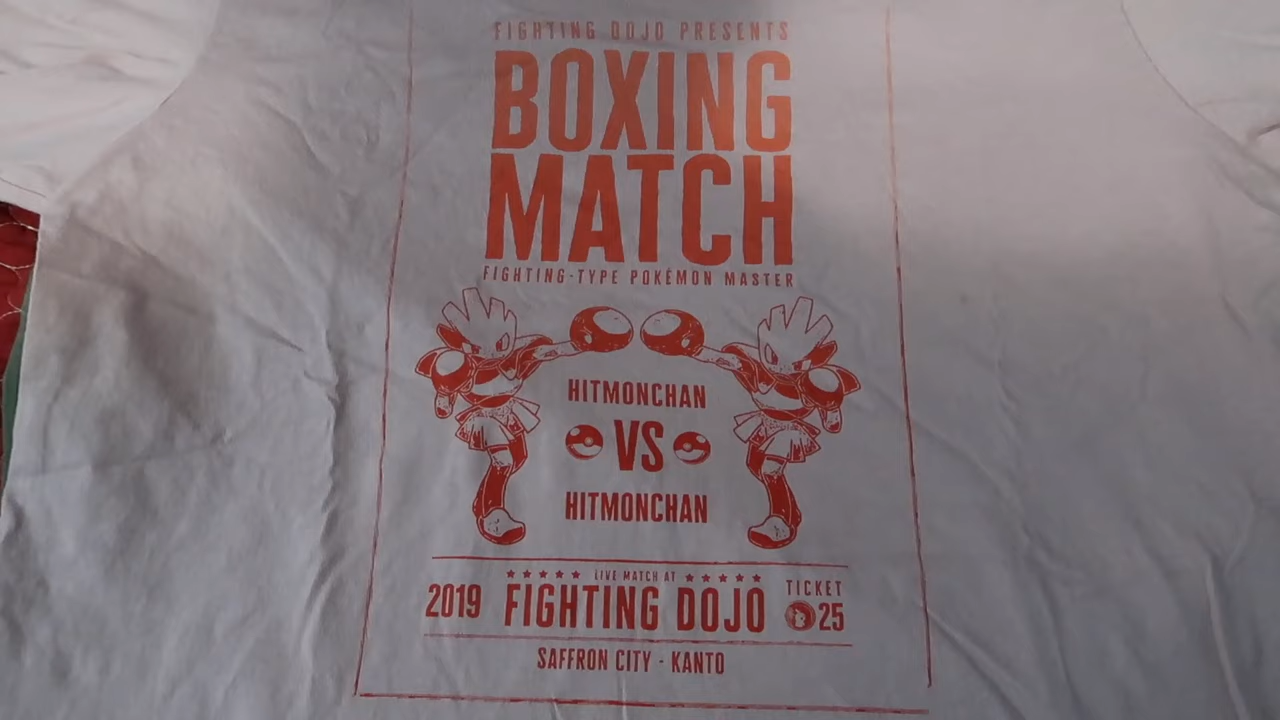 FIGHTING DOJO PRESENTS
BOXING
MATCH
FIGHTING-TYPE POKÉMON MASTER
HITMONCHAN
VS
HITMONCHAN
LIVE MATCH AT
2019 FIGHTING DOJO TICKET 25
SAFFRON CITY - KANTO